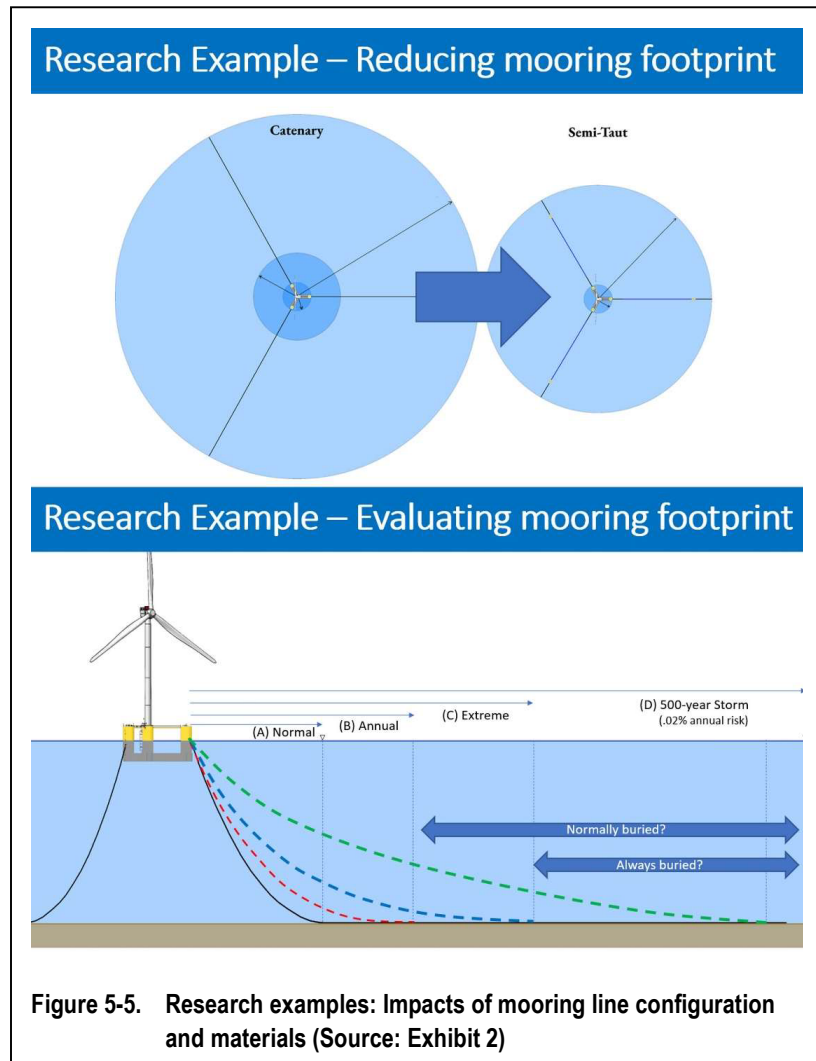 Research Example – Reducing mooring footprint
Catenary
Semi-Taut
Research Example – Evaluating mooring footprint
(A) Normal
(B) Annual
(C) Extreme
(D) 500-year Storm
(.02% annual risk)
Normally buried?
Always buried?
Figure 5-5. Research examples: Impacts of mooring line configuration
and materials (Source: Exhibit 2)